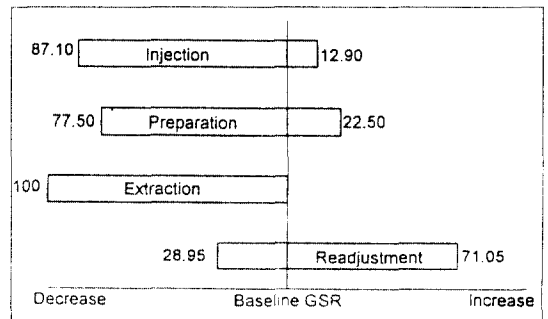 87.10 Injection 12.90
77.50 Preparation 22.50
100 Extraction
28.95 Readjustment 71.05
Decrease Baseline GSR Increase